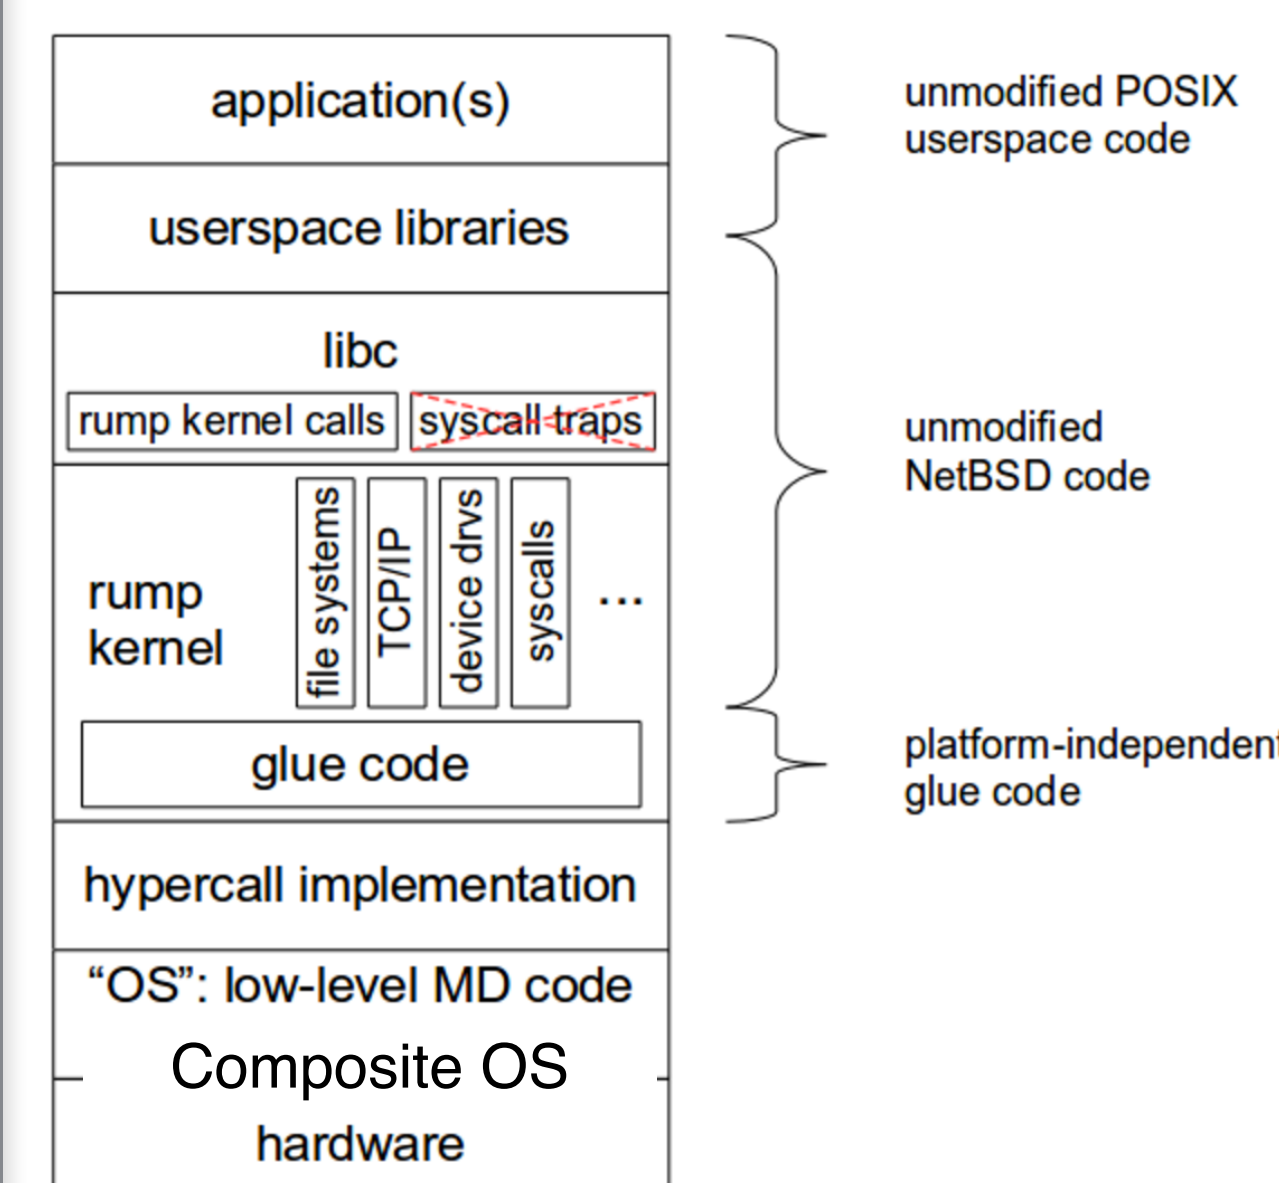 application(s)
unmodified POSIX
userspace code
userspace libraries
libc
rump kernel calls
syscall traps
unmodified
NetBSD code
rump
kernel
file systems
TCP/IP
device drvs
syscalls
...
glue code
platform-independent
glue code
hypercall implementation
“OS”: low-level MD code
Composite OS
hardware